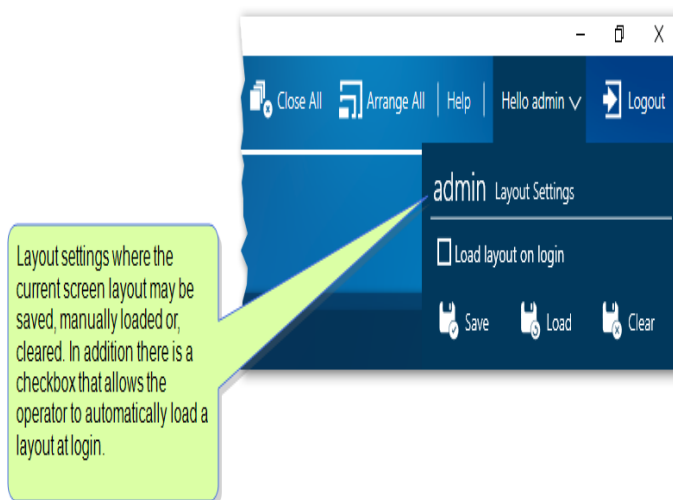 Close All Arrange All | Help | Hello admin Logout
admin Layout Settings
Load layout on login
Save Load Clear
Layout settings where the
current screen layout may be
saved, manually loaded or,
cleared. In addition there is a
checkbox that allows the
operator to automatically load a
layout at login.